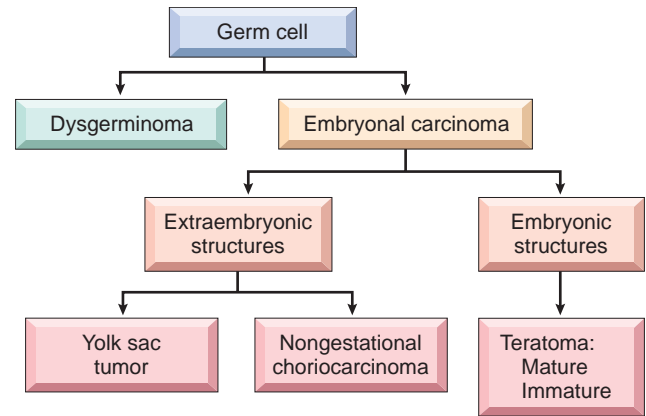 Germ cell
Dysgerminoma
Embryonal carcinoma
Extraembryonic
structures
Embryonic
structures
Yolk sac
tumor
Nongestational
choriocarcinoma
Teratoma:
Mature
Immature